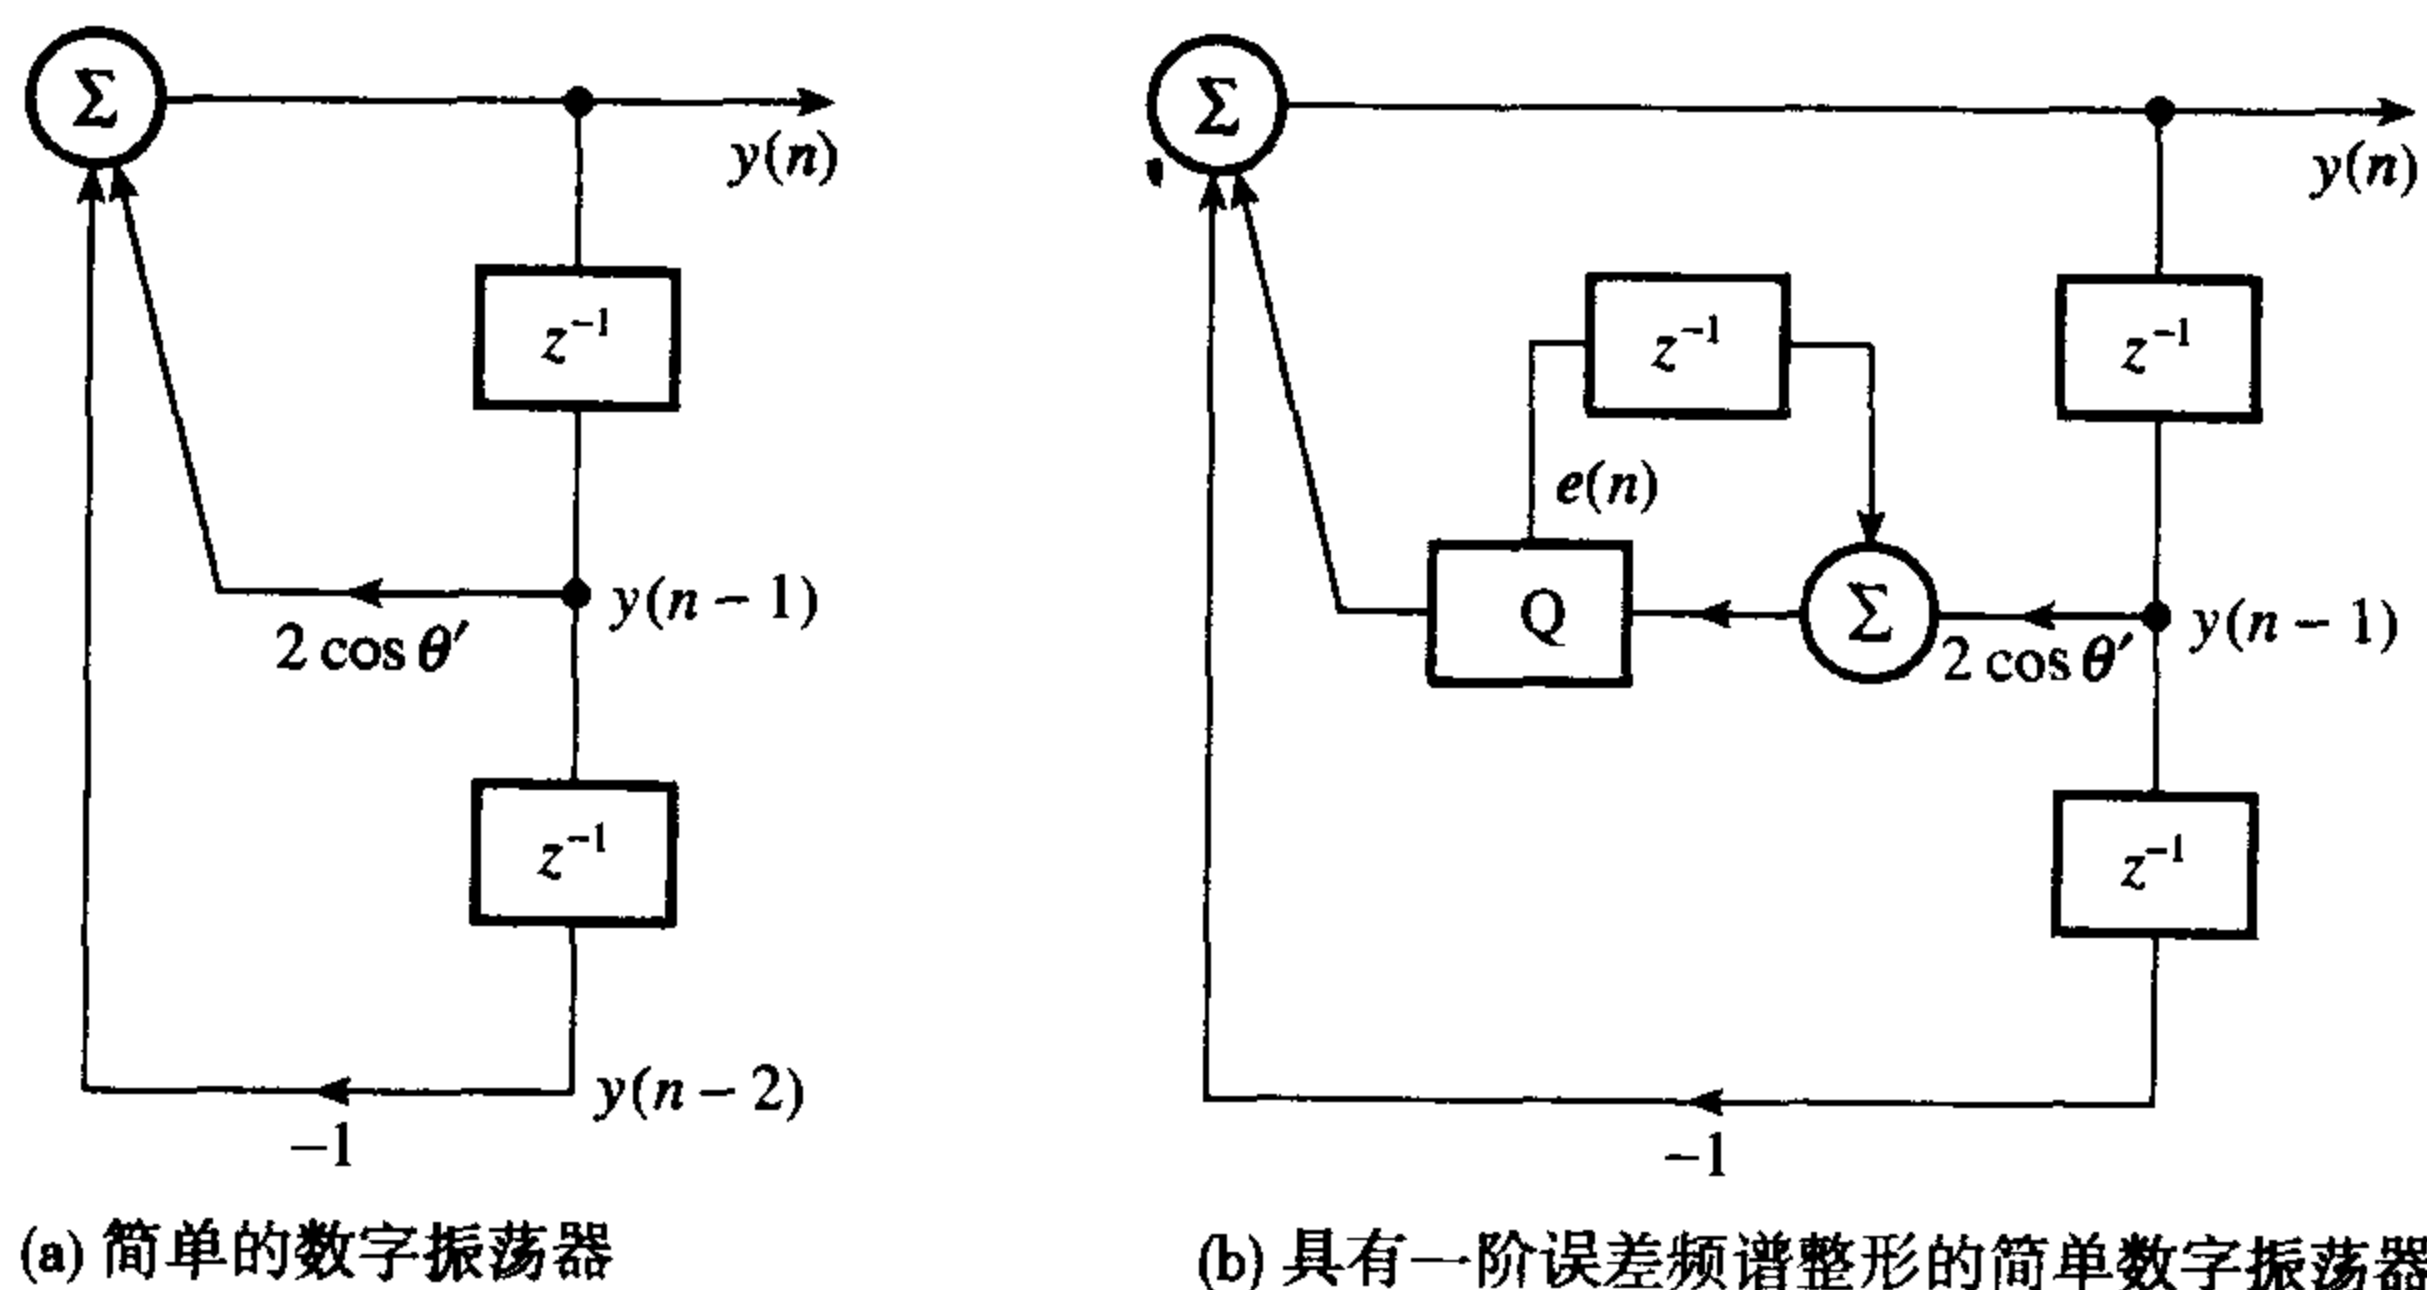 Σ
y(n)
z⁻¹
2 cos θ′
y(n − 1)
z⁻¹
y(n − 2)
−1
(a) 简单的数字振荡器
Σ
y(n)
z⁻¹
z⁻¹
e(n)
Q
Σ
2 cos θ′
y(n − 1)
z⁻¹
−1
(b) 具有一阶误差频谱整形的简单数字振荡器